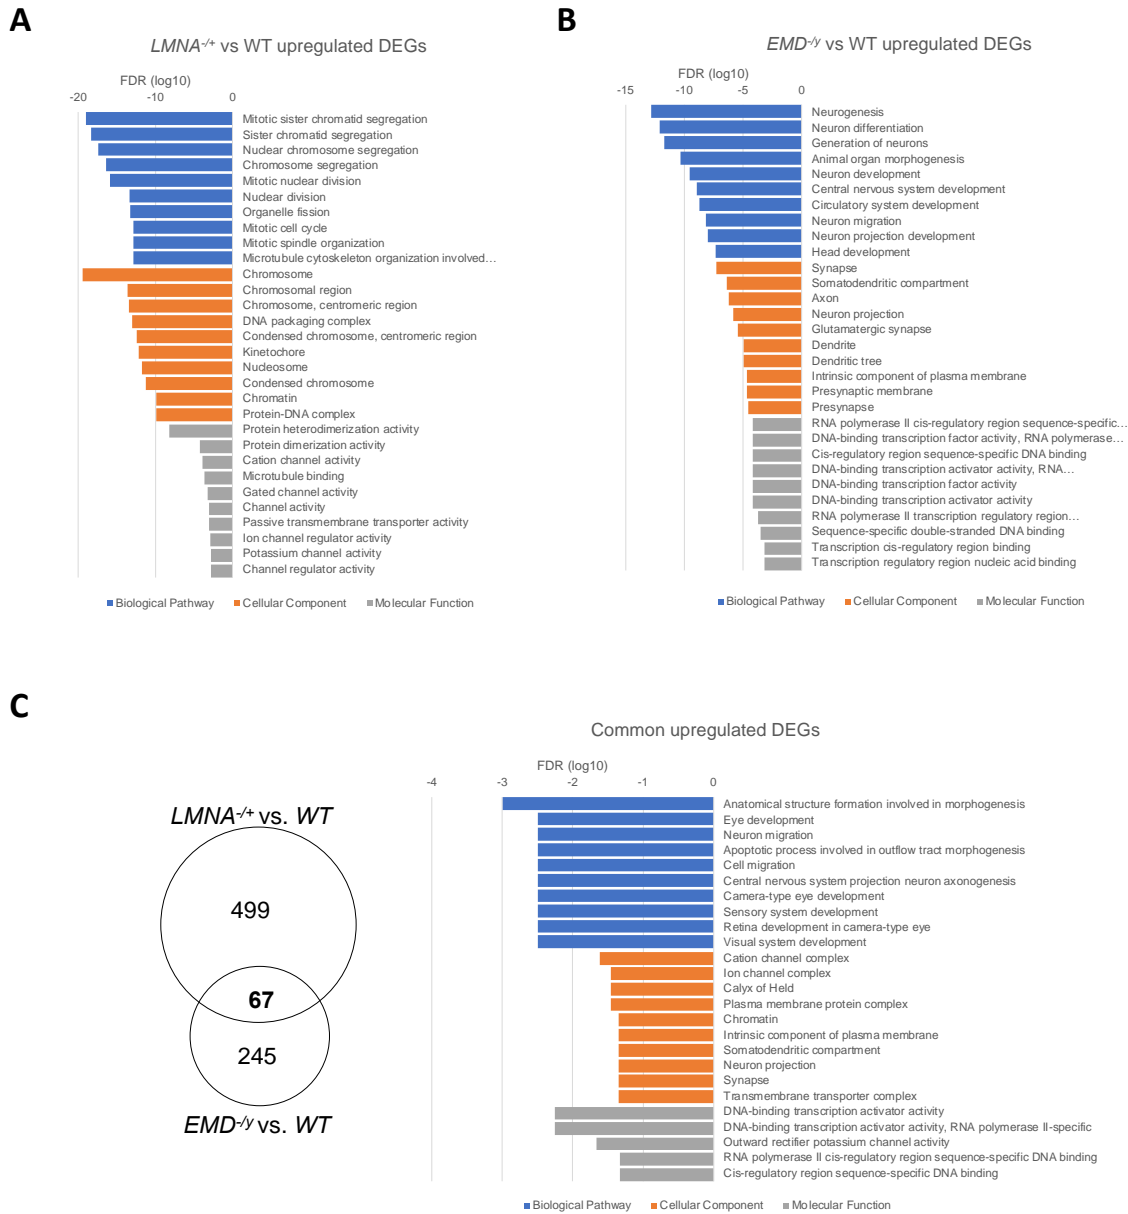 A
LMNA-/+ vs WT upregulated DEGs
FDR (log10)
-20 -10 0
Mitotic sister chromatid segregation
Sister chromatid segregation
Nuclear chromosome segregation
Chromosome segregation
Mitotic nuclear division
Nuclear division
Organelle fission
Mitotic cell cycle
Mitotic spindle organization
Microtubule cytoskeleton organization involved…
Chromosome
Chromosomal region
Chromosome, centromeric region
DNA packaging complex
Condensed chromosome, centromeric region
Kinetochore
Nucleosome
Condensed chromosome
Chromatin
Protein-DNA complex
Protein heterodimerization activity
Protein dimerization activity
Cation channel activity
Microtubule binding
Gated channel activity
Channel activity
Passive transmembrane transporter activity
Ion channel regulator activity
Potassium channel activity
Channel regulator activity
Biological Pathway Cellular Component Molecular Function
B
EMD-/y vs WT upregulated DEGs
FDR (log10)
-15 -10 -5 0
Neurogenesis
Neuron differentiation
Generation of neurons
Animal organ morphogenesis
Neuron development
Central nervous system development
Circulatory system development
Neuron migration
Neuron projection development
Head development
Synapse
Somatodendritic compartment
Axon
Neuron projection
Glutamatergic synapse
Dendrite
Dendritic tree
Intrinsic component of plasma membrane
Presynaptic membrane
Presynapse
RNA polymerase II cis-regulatory region sequence-specific…
DNA-binding transcription factor activity, RNA polymerase…
Cis-regulatory region sequence-specific DNA binding
DNA-binding transcription activator activity, RNA…
DNA-binding transcription factor activity
DNA-binding transcription activator activity
RNA polymerase II transcription regulatory region…
Sequence-specific double-stranded DNA binding
Transcription cis-regulatory region binding
Transcription regulatory region nucleic acid binding
Biological Pathway Cellular Component Molecular Function
C
LMNA-/+ vs. WT
499
67
245
EMD-/y vs. WT
Common upregulated DEGs
FDR (log10)
-4 -3 -2 -1 0
Anatomical structure formation involved in morphogenesis
Eye development
Neuron migration
Apoptotic process involved in outflow tract morphogenesis
Cell migration
Central nervous system projection neuron axonogenesis
Camera-type eye development
Sensory system development
Retina development in camera-type eye
Visual system development
Cation channel complex
Ion channel complex
Calyx of Held
Plasma membrane protein complex
Chromatin
Intrinsic component of plasma membrane
Somatodendritic compartment
Neuron projection
Synapse
Transmembrane transporter complex
DNA-binding transcription activator activity
DNA-binding transcription activator activity, RNA polymerase II-specific
Outward rectifier potassium channel activity
RNA polymerase II cis-regulatory region sequence-specific DNA binding
Cis-regulatory region sequence-specific DNA binding
Biological Pathway Cellular Component Molecular Function